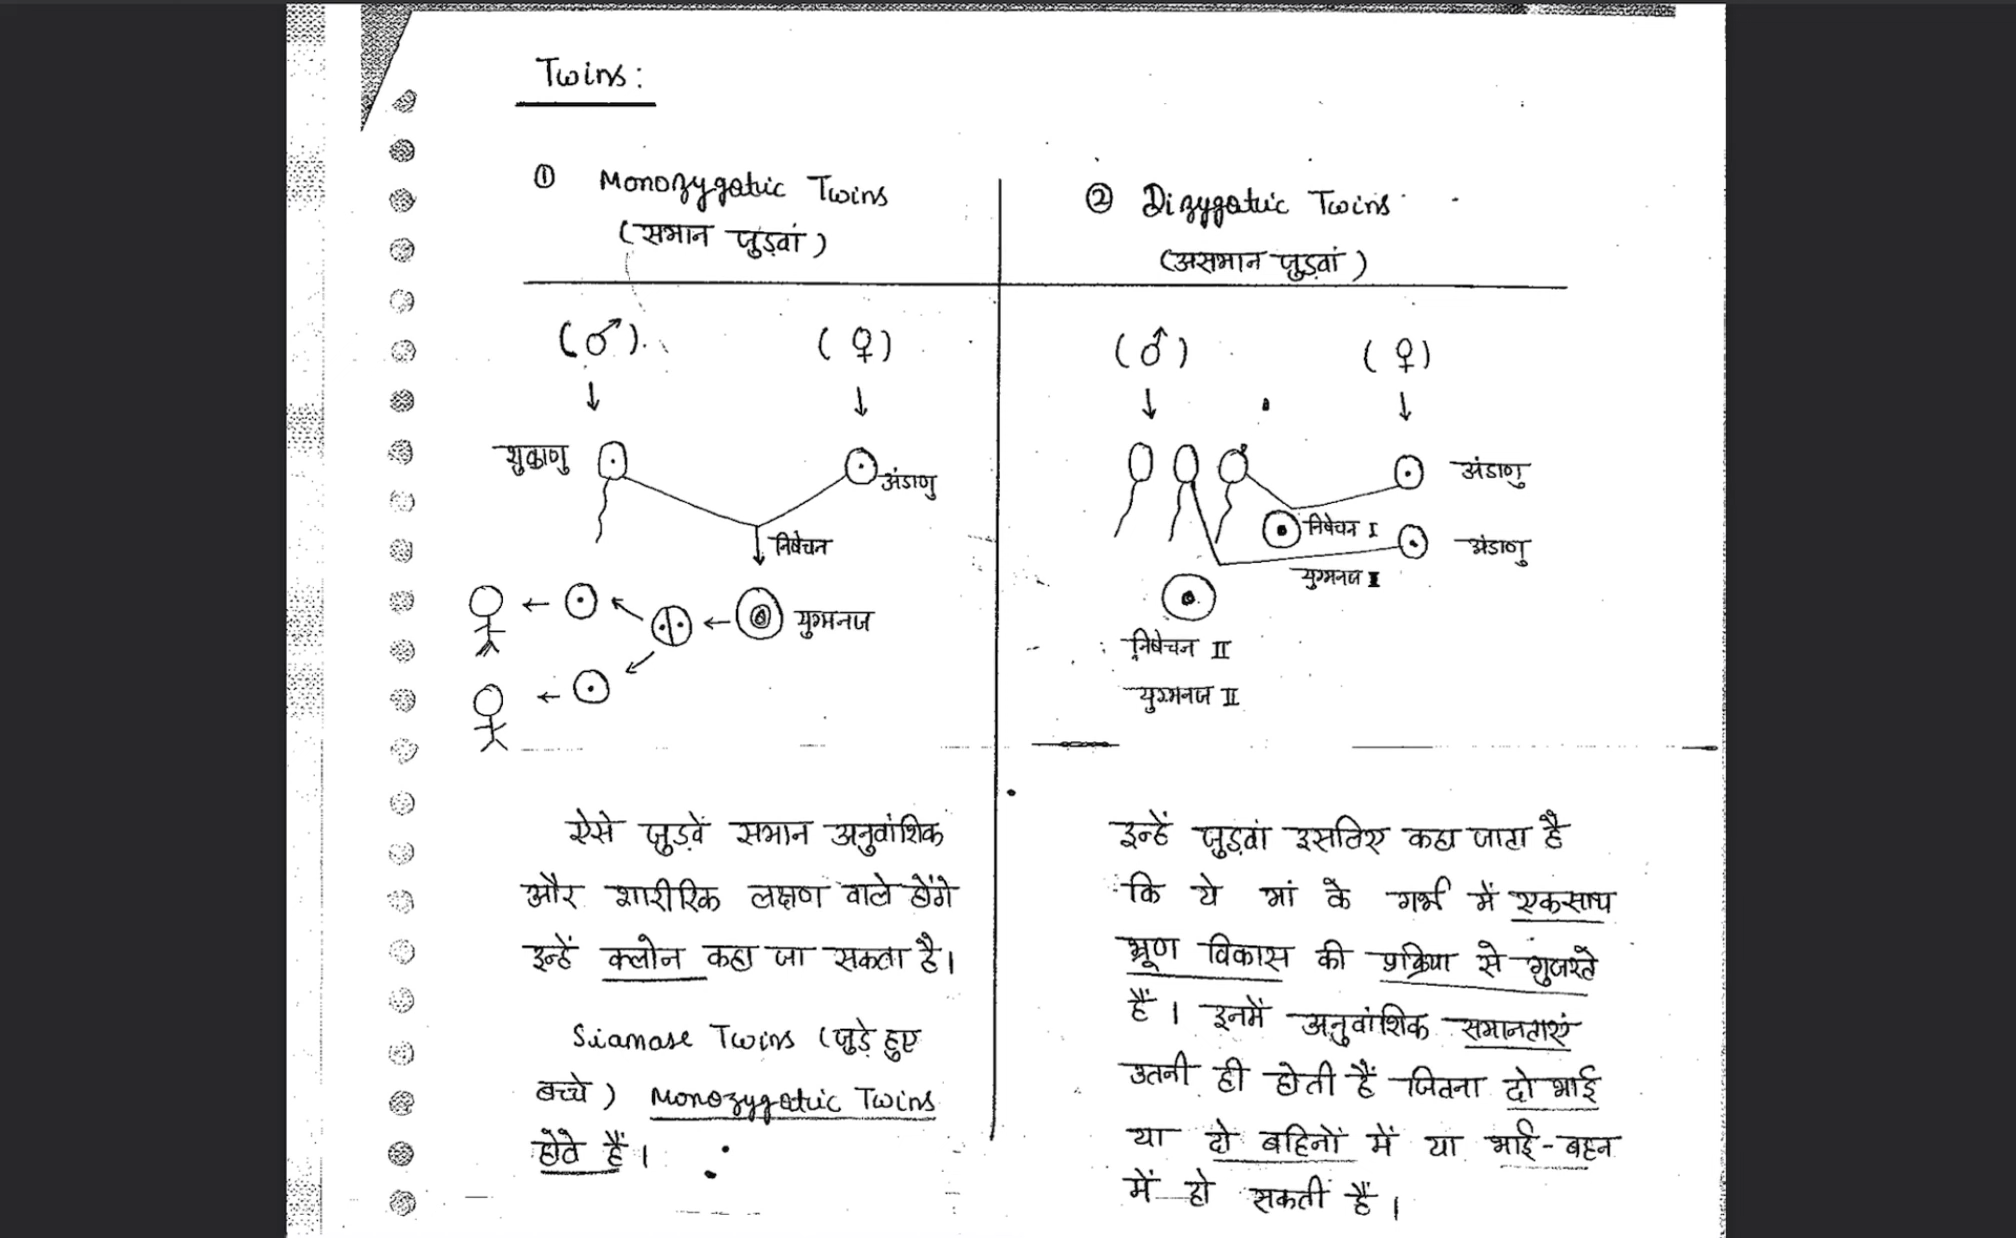 Twins:
① Monozygotic Twins
(समान जुड़वां)
(♂)
(♀)
↓
↓
शुक्राणु
अंडाणु
निषेचन
युग्मनज
ऐसे जुड़वें समान अनुवांशिक
और शारीरिक लक्षण वाले होंगे
इन्हें क्लोन कहा जा सकता है।
Siamase Twins (जुड़े हुए
बच्चे) Monozygotic Twins
होते हैं।
② Dizygotic Twins
(असमान जुड़वां)
(♂)
(♀)
↓
↓
अंडाणु
निषेचन I
अंडाणु
युग्मनज I
निषेचन II
युग्मनज II
इन्हें जुड़वां इसलिए कहा जाता है
कि ये मां के गर्भ में एकसाथ
भ्रूण विकास की प्रक्रिया से गुजरते
हैं। इनमें अनुवांशिक समानताएं
उतनी ही होती हैं जितना दो भाई
या दो बहिनों में या भाई-बहन
में हो सकती हैं।